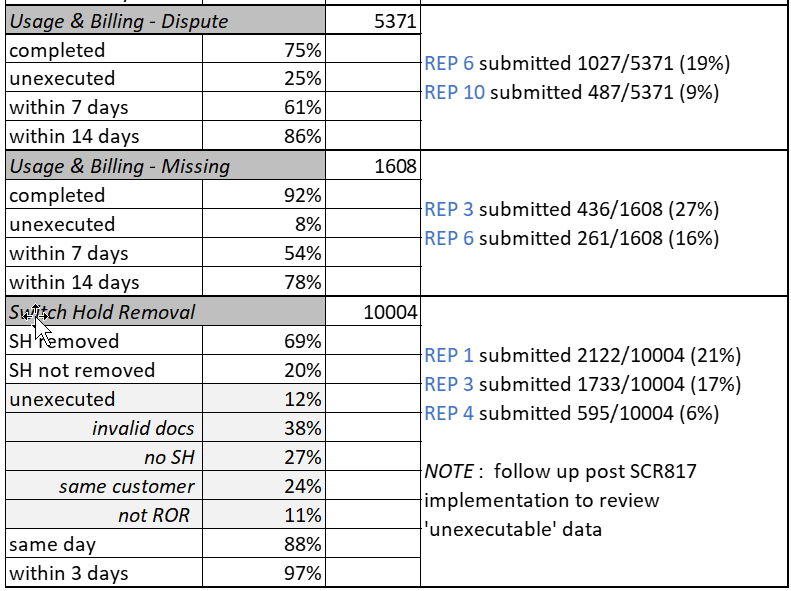 Usage & Billing - Dispute 5371
completed 75%
unexecuted 25%
within 7 days 61%
within 14 days 86%
REP 6 submitted 1027/5371 (19%)
REP 10 submitted 487/5371 (9%)
Usage & Billing - Missing 1608
completed 92%
unexecuted 8%
within 7 days 54%
within 14 days 78%
REP 3 submitted 436/1608 (27%)
REP 6 submitted 261/1608 (16%)
Switch Hold Removal 10004
SH removed 69%
SH not removed 20%
unexecuted 12%
invalid docs 38%
no SH 27%
same customer 24%
not ROR 11%
same day 88%
within 3 days 97%
REP 1 submitted 2122/10004 (21%)
REP 3 submitted 1733/10004 (17%)
REP 4 submitted 595/10004 (6%)
NOTE : follow up post SCR817
implementation to review
'unexecutable' data